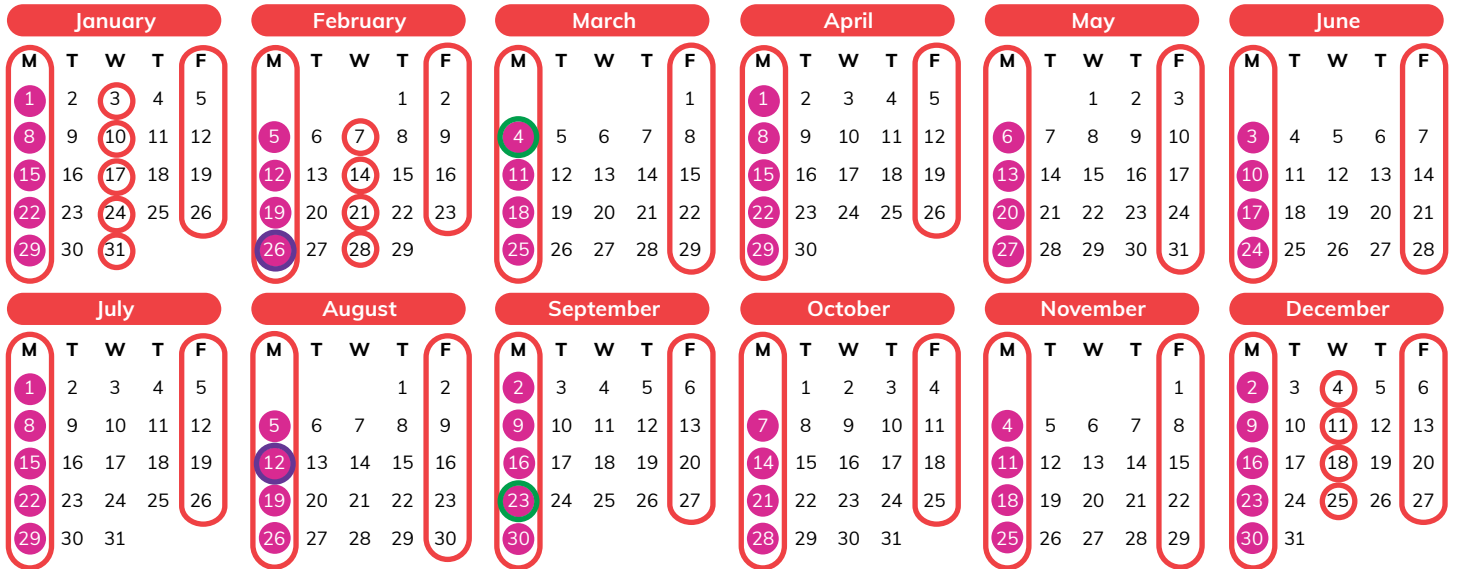 January February March April May June
M T W T F M T W T F M T W T F M T W T F M T W T F M T W T F
1 2 3 4 5 1 2 1 1 2 3 4 5 1 2 3
8 9 10 11 12 5 6 7 8 9 4 5 6 7 8 8 9 10 11 12 6 7 8 9 10 3 4 5 6 7
15 16 17 18 19 12 13 14 15 16 11 12 13 14 15 15 16 17 18 19 13 14 15 16 17 10 11 12 13 14
22 23 24 25 26 19 20 21 22 23 18 19 20 21 22 22 23 24 25 26 20 21 22 23 24 17 18 19 20 21
29 30 31 26 27 28 29 25 26 27 28 29 29 30 27 28 29 30 31 24 25 26 27 28
July August September October November December
M T W T F M T W T F M T W T F M T W T F M T W T F M T W T F
1 2 3 4 5 1 2 2 3 4 5 6 1 2 3 4 1 2 3 4 5 6
8 9 10 11 12 5 6 7 8 9 9 10 11 12 13 7 8 9 10 11 4 5 6 7 8 9 10 11 12 13
15 16 17 18 19 12 13 14 15 16 16 17 18 19 20 14 15 16 17 18 11 12 13 14 15 16 17 18 19 20
22 23 24 25 26 19 20 21 22 23 23 24 25 26 27 21 22 23 24 25 18 19 20 21 22 23 24 25 26 27
29 30 31 26 27 28 29 30 30 28 29 30 31 25 26 27 28 29 30 31